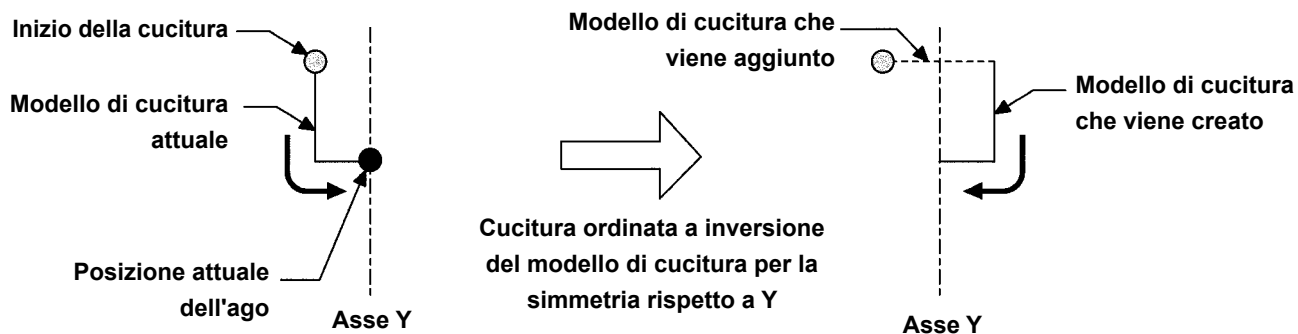 Inizio della cucitura
Modello di cucitura
attuale
Posizione attuale
dell'ago
Asse Y
Cucitura ordinata a inversione
del modello di cucitura per la
simmetria rispetto a Y
Modello di cucitura che
viene aggiunto
Modello di cucitura
che viene creato
Asse Y